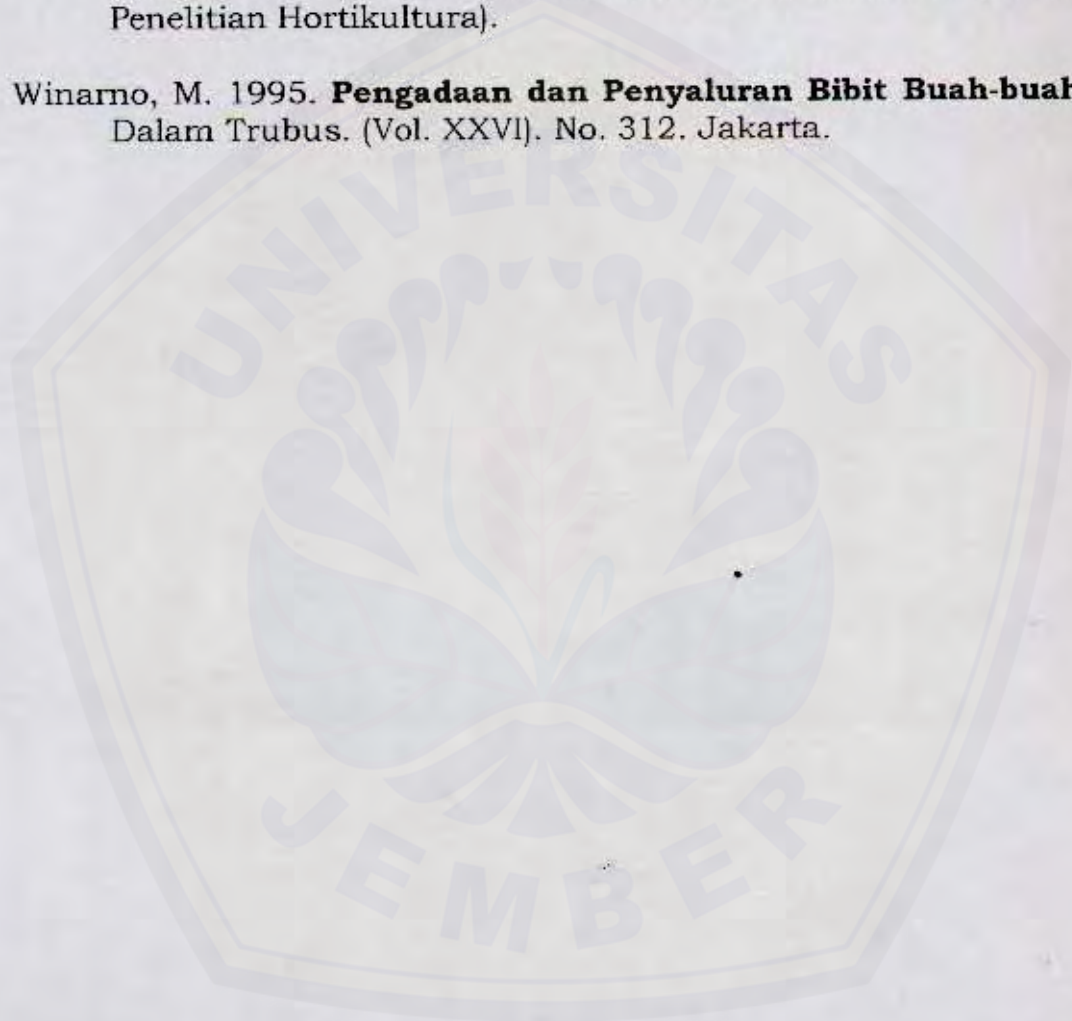 Penelitian Hortikultura).
Winarno, M. 1995. Pengadaan dan Penyaluran Bibit Buah-buah
Dalam Trubus. (Vol. XXVI). No. 312. Jakarta.
UNIVERSITAS
JEMBER